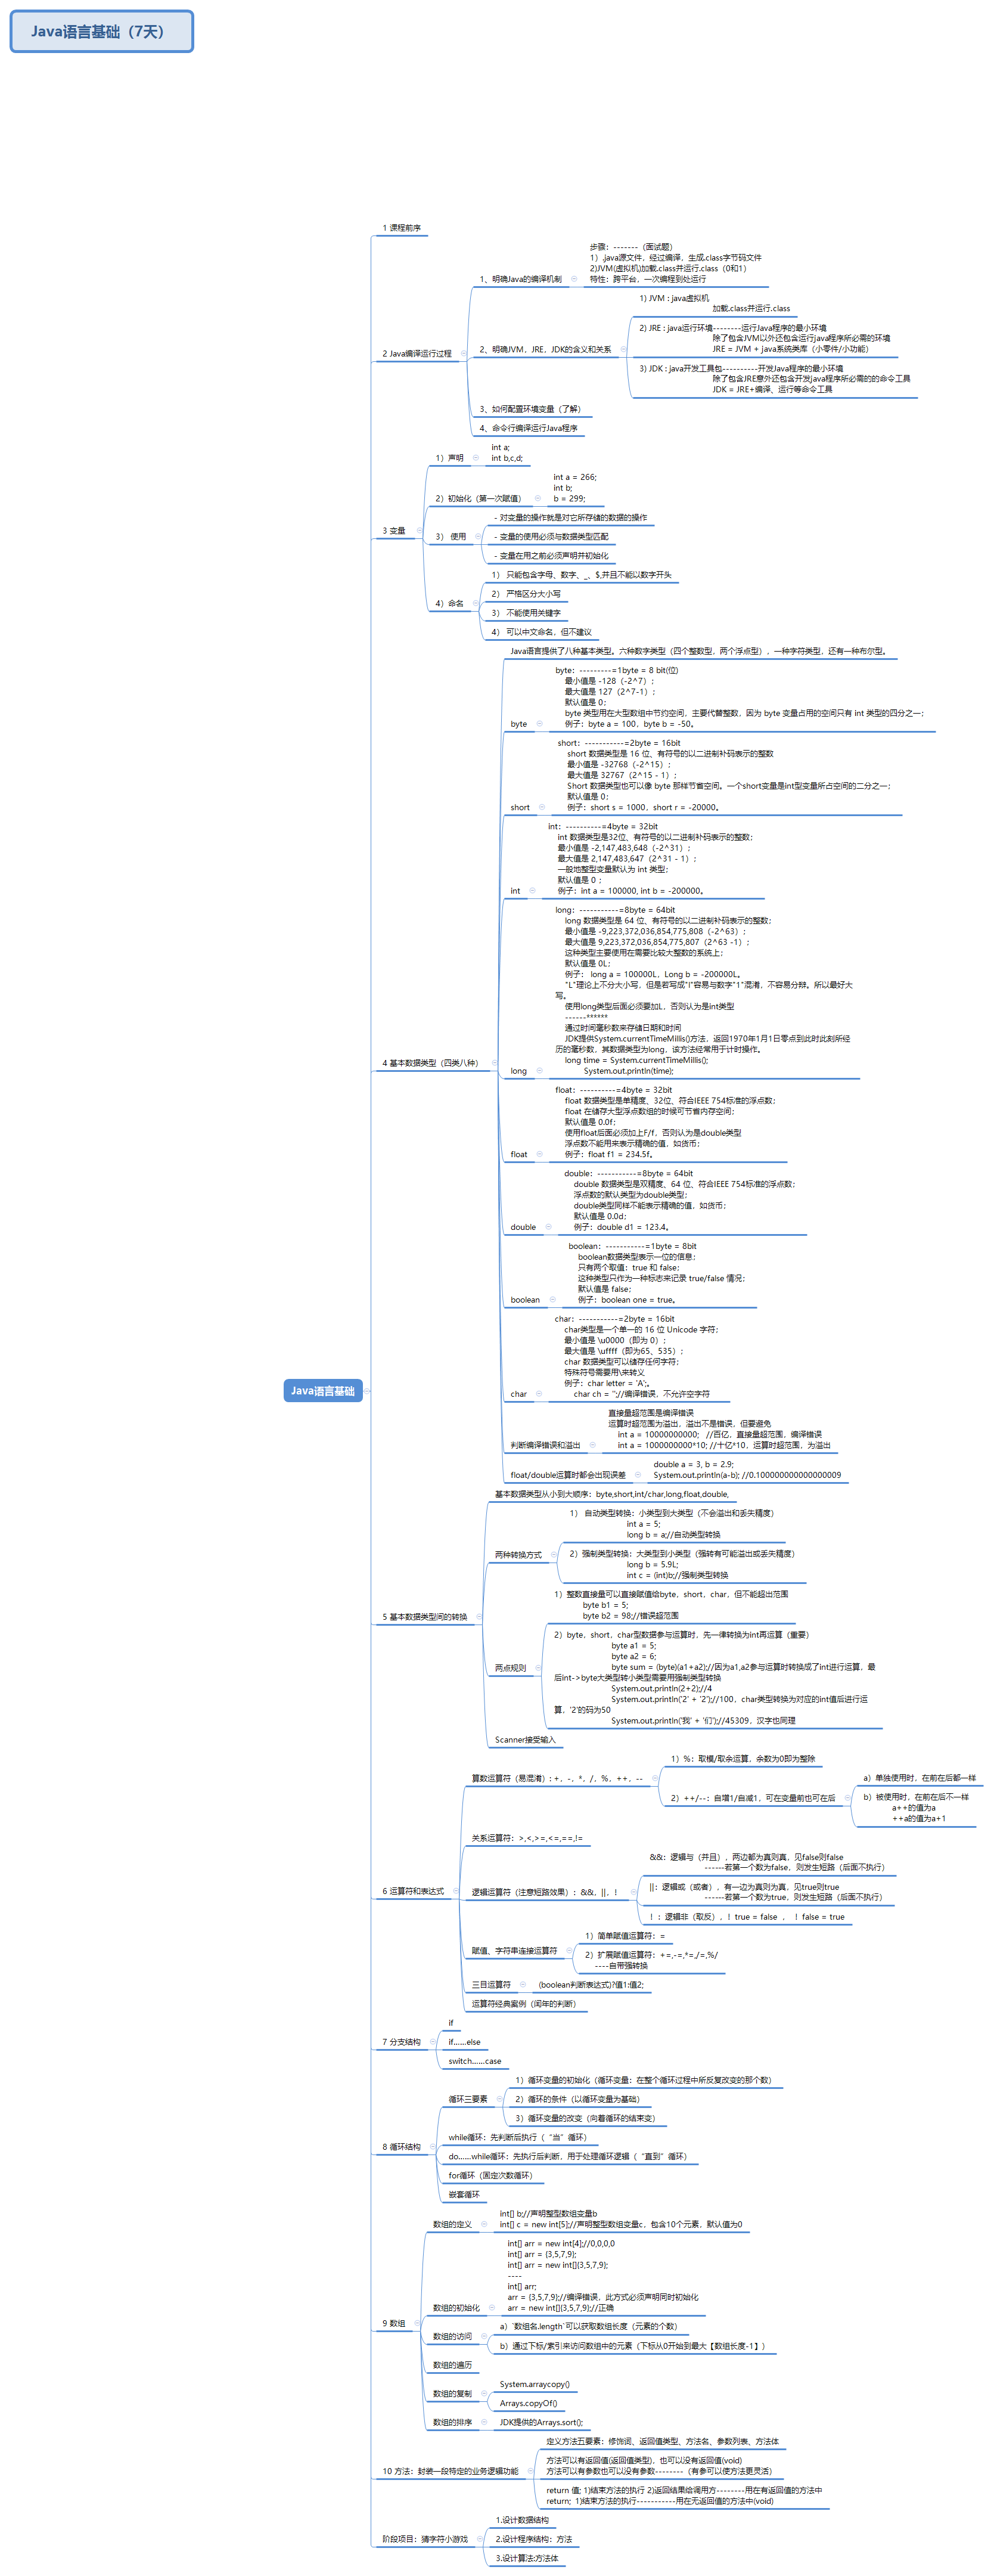 Java语言基础（7天）
Java语言基础
1 课程前序
2 Java编译运行过程
1、明确Java的编译机制
步骤：-------（面试题）
1）.java源文件，经过编译，生成.class字节码文件
2)JVM(虚拟机)加载.class并运行.class（0和1）
特性：跨平台，一次编程到处运行
2、明确JVM，JRE，JDK的含义和关系
1) JVM : java虚拟机
加载.class并运行.class
2) JRE : java运行环境--------运行Java程序的最小环境
除了包含JVM以外还包含运行java程序所必需的环境
JRE = JVM + java系统类库（小零件/小功能）
3) JDK : java开发工具包----------开发Java程序的最小环境
除了包含JRE意外还包含开发java程序所必需的的命令工具
JDK = JRE+编译、运行等命令工具
3、如何配置环境变量（了解）
4、命令行编译运行Java程序
3 变量
1）声明
int a;
int b,c,d;
2）初始化（第一次赋值）
int a = 266;
int b;
b = 299;
3） 使用
- 对变量的操作就是对它所存储的数据的操作
- 变量的使用必须与数据类型匹配
- 变量在用之前必须声明并初始化
4）命名
1） 只能包含字母、数字、_、$,并且不能以数字开头
2） 严格区分大小写
3） 不能使用关键字
4） 可以中文命名，但不建议
4 基本数据类型（四类八种）
Java语言提供了八种基本类型。六种数字类型（四个整数型，两个浮点型），一种字符类型，还有一种布尔型。
byte
byte：---------=1byte = 8 bit(位)
最小值是 -128（-2^7）；
最大值是 127（2^7-1）；
默认值是 0；
byte 类型用在大型数组中节约空间，主要代替整数，因为 byte 变量占用的空间只有 int 类型的四分之一；
例子：byte a = 100，byte b = -50。
short
short：-----------=2byte = 16bit
short 数据类型是 16 位、有符号的以二进制补码表示的整数
最小值是 -32768（-2^15）；
最大值是 32767（2^15 - 1）；
Short 数据类型也可以像 byte 那样节省空间。一个short变量是int型变量所占空间的二分之一；
默认值是 0；
例子：short s = 1000，short r = -20000。
int
int：----------=4byte = 32bit
int 数据类型是32位、有符号的以二进制补码表示的整数；
最小值是 -2,147,483,648（-2^31）；
最大值是 2,147,483,647（2^31 - 1）；
一般地整型变量默认为 int 类型；
默认值是 0 ；
例子：int a = 100000, int b = -200000。
long
long：-----------=8byte = 64bit
long 数据类型是 64 位、有符号的以二进制补码表示的整数；
最小值是 -9,223,372,036,854,775,808（-2^63）；
最大值是 9,223,372,036,854,775,807（2^63 -1）；
这种类型主要使用在需要比较大整数的系统上；
默认值是 0L；
例子： long a = 100000L，Long b = -200000L。
"L"理论上不分大小写，但是若写成"l"容易与数字"1"混淆，不容易分辩。所以最好大
写。
使用long类型后面必须要加L，否则认为是int类型
------******
通过时间毫秒数来存储日期和时间
JDK提供System.currentTimeMillis()方法，返回1970年1月1日零点到此时此刻所经
历的毫秒数，其数据类型为long，该方法经常用于计时操作。
long time = System.currentTimeMillis();
System.out.println(time);
float
float：----------=4byte = 32bit
float 数据类型是单精度、32位、符合IEEE 754标准的浮点数；
float 在储存大型浮点数组的时候可节省内存空间；
默认值是 0.0f；
使用float后面必须加上F/f，否则认为是double类型
浮点数不能用来表示精确的值，如货币；
例子：float f1 = 234.5f。
double
double：-----------=8byte = 64bit
double 数据类型是双精度、64 位、符合IEEE 754标准的浮点数；
浮点数的默认类型为double类型；
double类型同样不能表示精确的值，如货币；
默认值是 0.0d；
例子：double d1 = 123.4。
boolean
boolean：-----------=1byte = 8bit
boolean数据类型表示一位的信息；
只有两个取值：true 和 false；
这种类型只作为一种标志来记录 true/false 情况；
默认值是 false；
例子：boolean one = true。
char
char：-----------=2byte = 16bit
char类型是一个单一的 16 位 Unicode 字符；
最小值是 \u0000（即为 0）；
最大值是 \uffff（即为65、535）；
char 数据类型可以储存任何字符；
特殊符号需要用\来转义
例子：char letter = 'A';。
char ch = '';//编译错误，不允许空字符
判断编译错误和溢出
直接量超范围是编译错误
运算时超范围为溢出，溢出不是错误，但要避免
int a = 10000000000; //百亿，直接量超范围，编译错误
int a = 1000000000*10; //十亿*10，运算时超范围，为溢出
float/double运算时都会出现误差
double a = 3, b = 2.9;
System.out.println(a-b); //0.100000000000000009
5 基本数据类型间的转换
基本数据类型从小到大顺序：byte,short,int/char,long,float,double,
两种转换方式
1） 自动类型转换：小类型到大类型（不会溢出和丢失精度）
int a = 5;
long b = a;//自动类型转换
2）强制类型转换：大类型到小类型（强转有可能溢出或丢失精度）
long b = 5.9L;
int c = (int)b;//强制类型转换
两点规则
1）整数直接量可以直接赋值给byte，short，char，但不能超出范围
byte b1 = 5;
byte b2 = 98;//错误超范围
2）byte，short，char型数据参与运算时，先一律转换为int再运算（重要）
byte a1 = 5;
byte a2 = 6;
byte sum = (byte)(a1+a2);//因为a1,a2参与运算时转换成了int进行运算，最
后int->byte大类型转小类型需要用强制类型转换
System.out.println(2+2);//4
System.out.println('2' + '2');//100，char类型转换为对应的int值后进行运
算，'2'的码为50
System.out.println('我' + '们');//45309，汉字也同理
Scanner接受输入
6 运算符和表达式
算数运算符（易混淆）: +，-，*，/，%，++，--
1）%：取模/取余运算，余数为0即为整除
2）++/--：自增1/自减1，可在变量前也可在后
a）单独使用时，在前在后都一样
b）被使用时，在前在后不一样
a++的值为a
++a的值为a+1
关系运算符：>,<,>=,<=,==,!=
逻辑运算符（注意短路效果）：&&，||，!
&&：逻辑与（并且），两边都为真则真，见false则false
------若第一个数为false，则发生短路（后面不执行）
||：逻辑或（或者），有一边为真则为真，见true则true
------若第一个数为true，则发生短路（后面不执行）
！：逻辑非（取反），！true = false ， ！false = true
赋值、字符串连接运算符
1）简单赋值运算符：=
2）扩展赋值运算符：+=,-=,*=,/=,%/
----自带强转换
三目运算符
(boolean判断表达式)?值1:值2;
运算符经典案例（闰年的判断）
7 分支结构
if
if……else
switch……case
8 循环结构
循环三要素
1）循环变量的初始化（循环变量：在整个循环过程中所反复改变的那个数）
2）循环的条件（以循环变量为基础）
3）循环变量的改变（向着循环的结束变）
while循环：先判断后执行（ “当” 循环）
do……while循环：先执行后判断，用于处理循环逻辑（ “直到” 循环）
for循环（固定次数循环）
嵌套循环
9 数组
数组的定义
int[] b;//声明整型数组变量b
int[] c = new int[5];//声明整型数组变量c，包含10个元素，默认值为0
数组的初始化
int[] arr = new int[4];//0,0,0,0
int[] arr = {3,5,7,9};
int[] arr = new int[]{3,5,7,9};
----
int[] arr;
arr = {3,5,7,9};//编译错误，此方式必须声明同时初始化
arr = new int[]{3,5,7,9};//正确
数组的访问
a）`数组名.length`可以获取数组长度（元素的个数）
b）通过下标/索引来访问数组中的元素（下标从0开始到最大【数组长度-1】）
数组的遍历
数组的复制
System.arraycopy()
Arrays.copyOf()
数组的排序
JDK提供的Arrays.sort();
10 方法：封装一段特定的业务逻辑功能
定义方法五要素：修饰词、返回值类型、方法名、参数列表、方法体
方法可以有返回值(返回值类型)，也可以没有返回值(void)
方法可以有参数也可以没有参数--------（有参可以使方法更灵活）
return 值; 1)结束方法的执行 2)返回结果给调用方--------用在有返回值的方法中
return; 1)结束方法的执行-----------用在无返回值的方法中(void)
阶段项目：猜字符小游戏
1.设计数据结构
2.设计程序结构：方法
3.设计算法:方法体